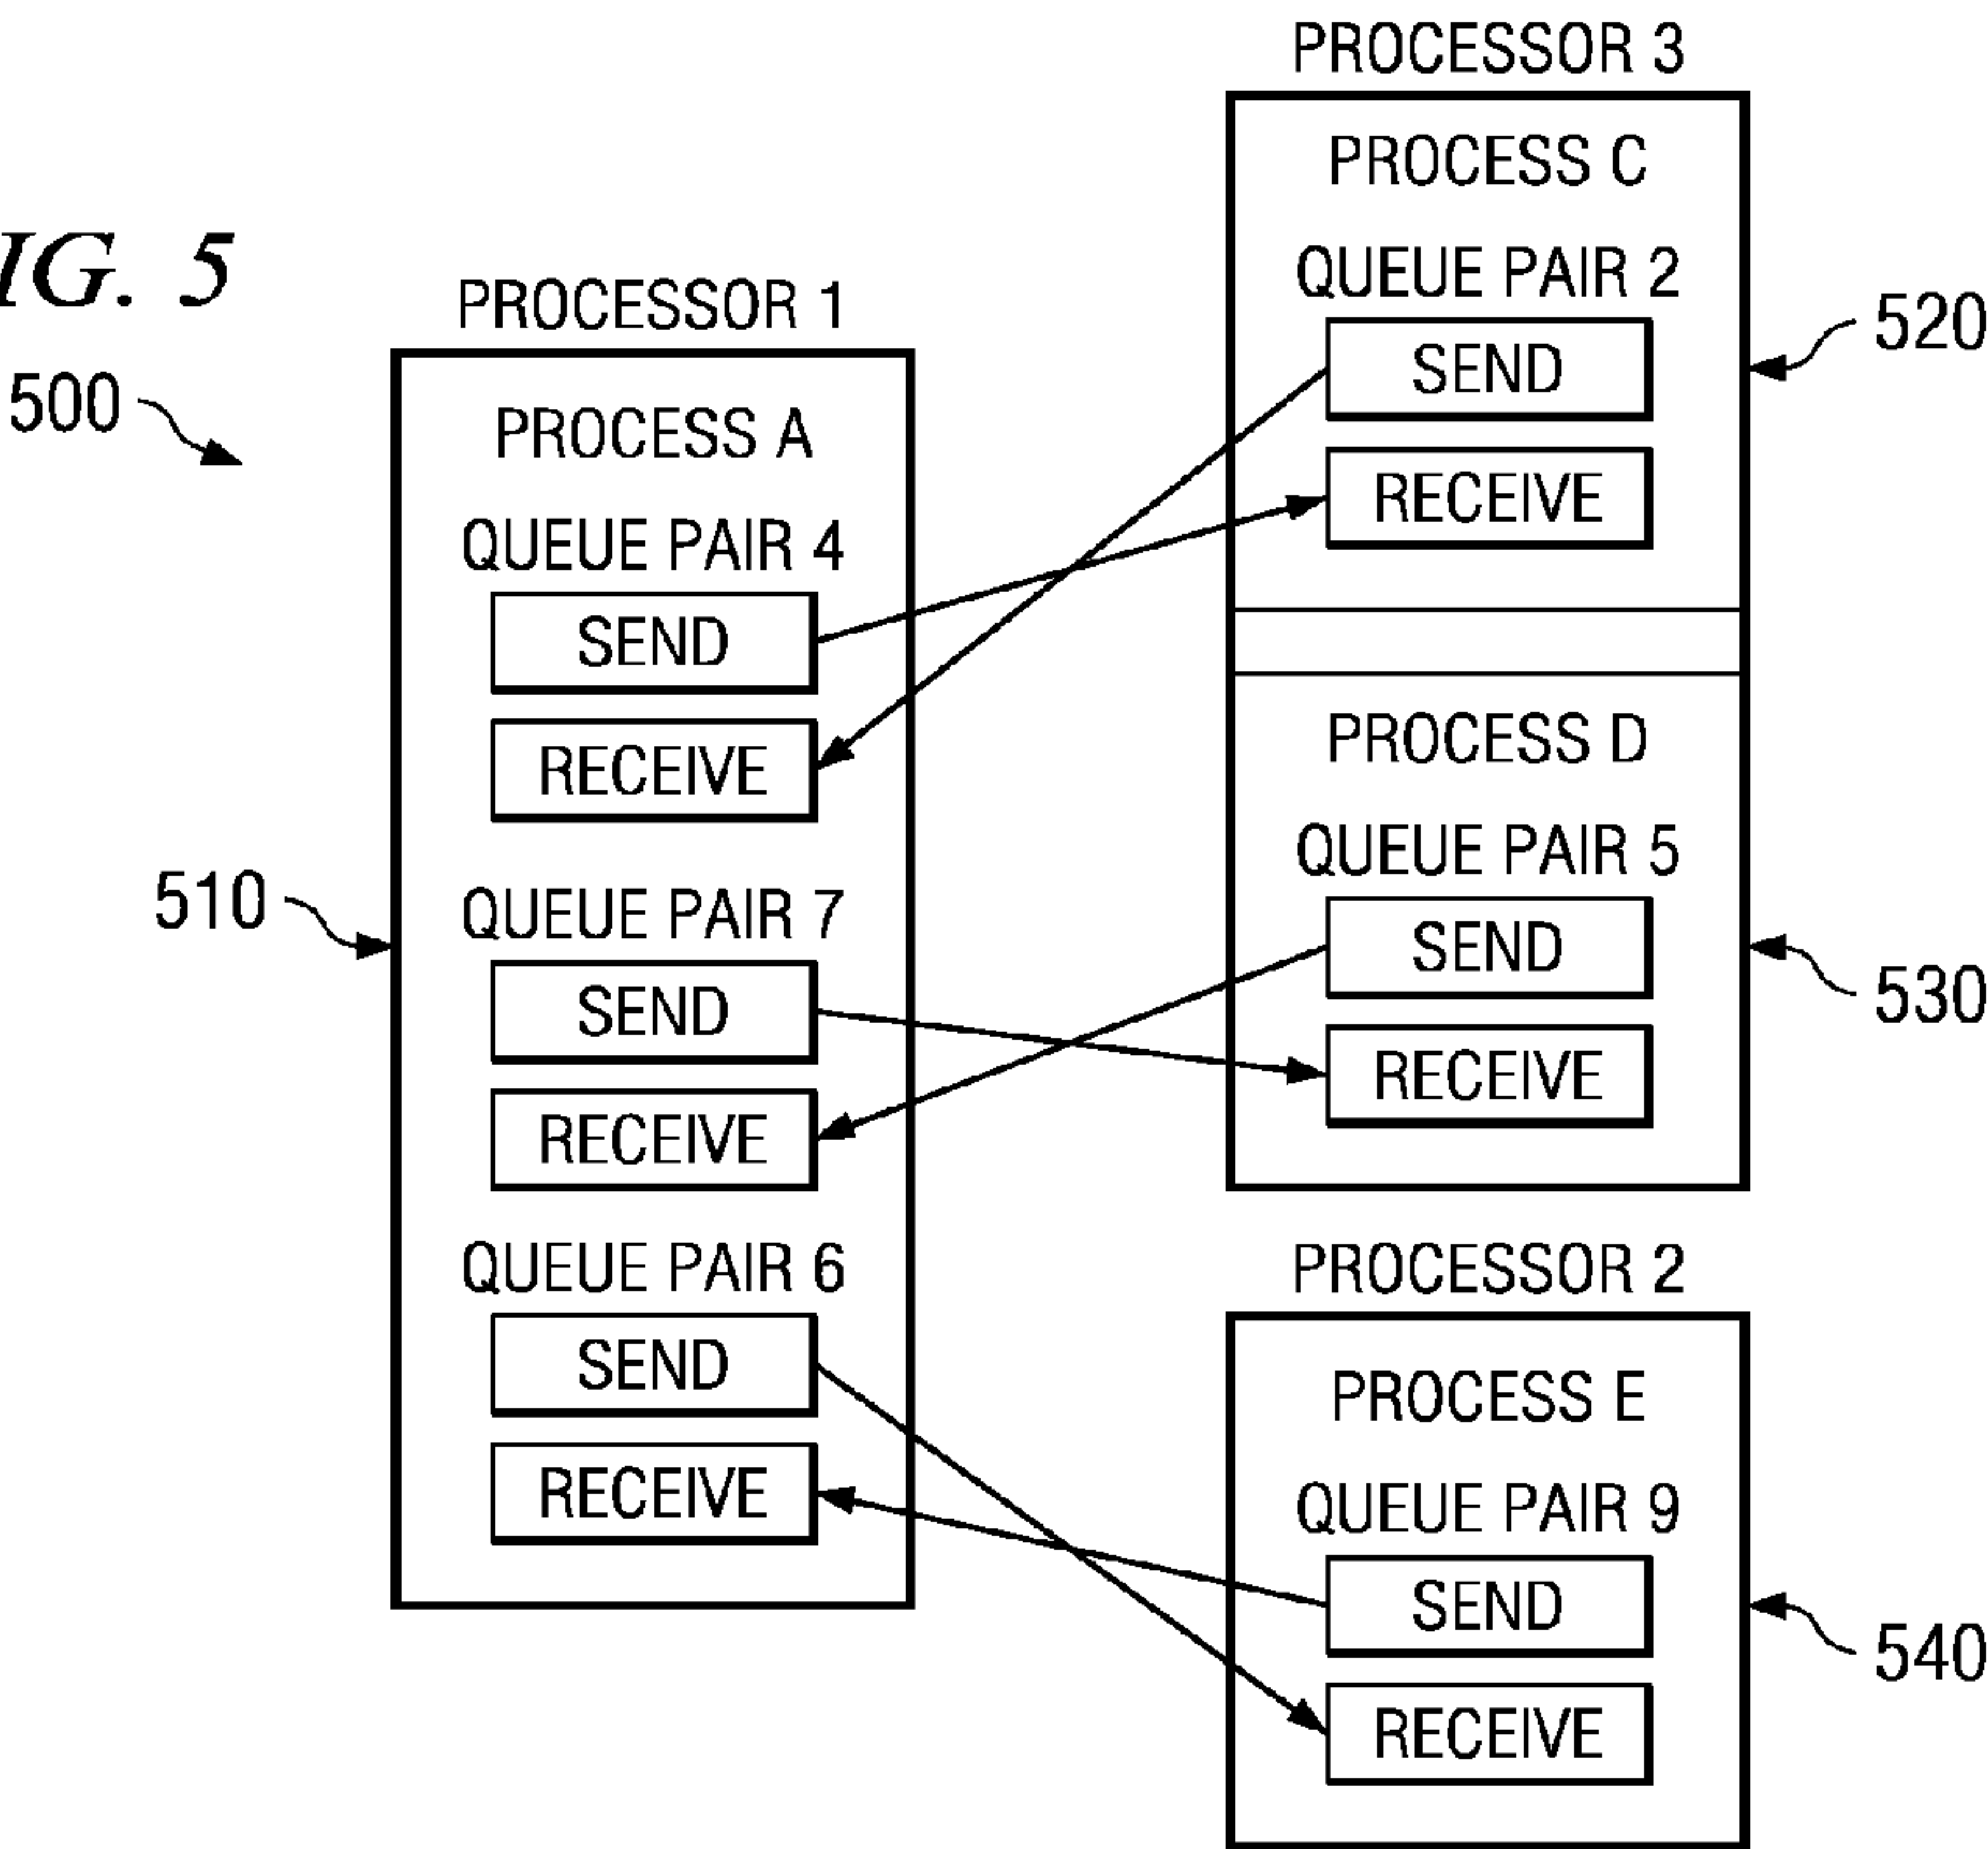 IG. 5
500
PROCESSOR 1
PROCESS A
QUEUE PAIR 4
SEND
RECEIVE
510
QUEUE PAIR 7
SEND
RECEIVE
QUEUE PAIR 6
SEND
RECEIVE
PROCESSOR 3
PROCESS C
QUEUE PAIR 2
SEND
RECEIVE
520
PROCESS D
QUEUE PAIR 5
SEND
RECEIVE
530
PROCESSOR 2
PROCESS E
QUEUE PAIR 9
SEND
RECEIVE
540